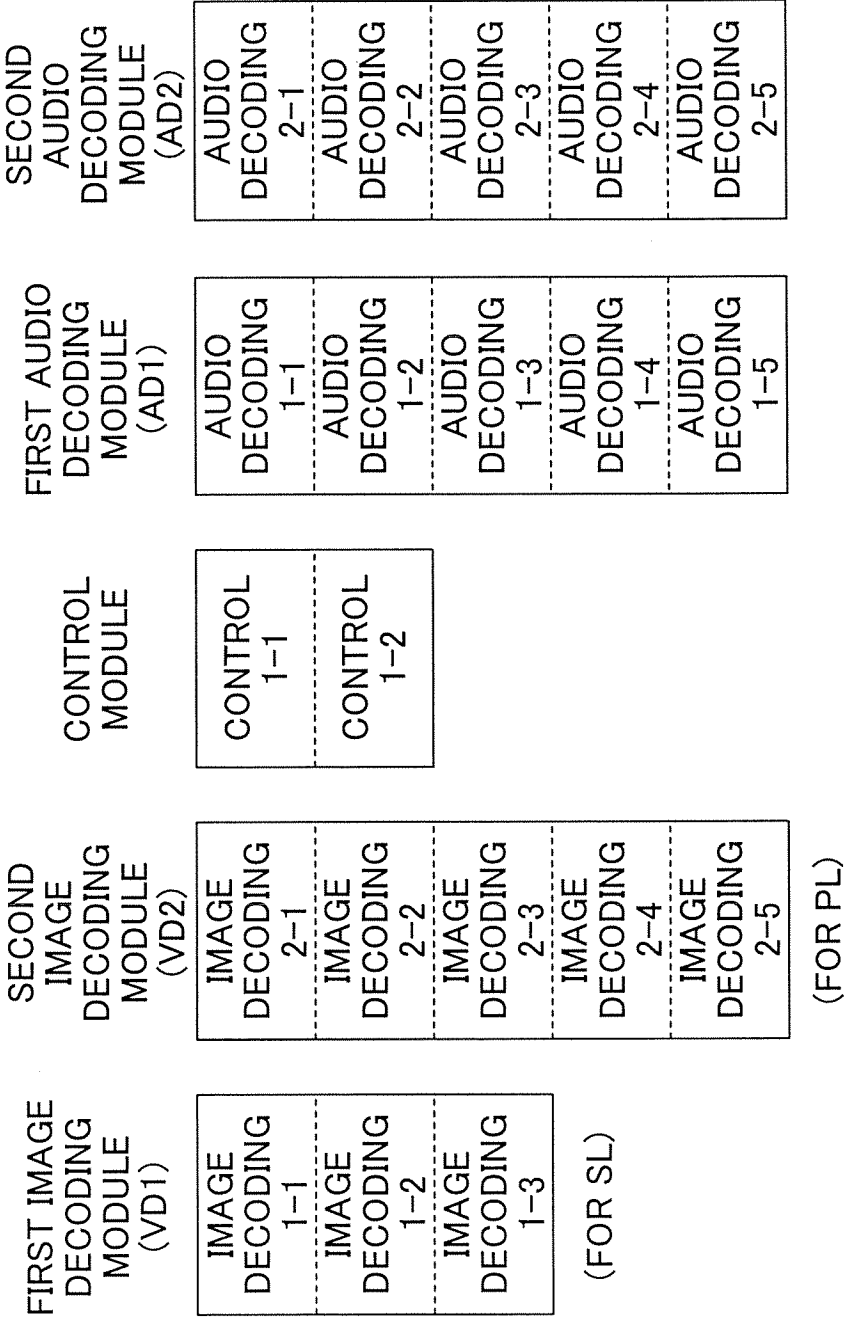 FIRST IMAGE
DECODING
MODULE
(VD1)
IMAGE
DECODING
1-1
IMAGE
DECODING
1-2
IMAGE
DECODING
1-3
(FOR SL)
SECOND
IMAGE
DECODING
MODULE
(VD2)
IMAGE
DECODING
2-1
IMAGE
DECODING
2-2
IMAGE
DECODING
2-3
IMAGE
DECODING
2-4
IMAGE
DECODING
2-5
(FOR PL)
CONTROL
MODULE
CONTROL
1-1
CONTROL
1-2
FIRST AUDIO
DECODING
MODULE
(AD1)
AUDIO
DECODING
1-1
AUDIO
DECODING
1-2
AUDIO
DECODING
1-3
AUDIO
DECODING
1-4
AUDIO
DECODING
1-5
SECOND
AUDIO
DECODING
MODULE
(AD2)
AUDIO
DECODING
2-1
AUDIO
DECODING
2-2
AUDIO
DECODING
2-3
AUDIO
DECODING
2-4
AUDIO
DECODING
2-5